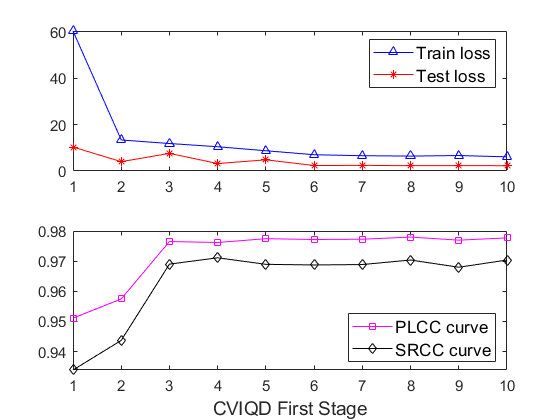 60
40
20
0
Train loss
Test loss
1 2 3 4 5 6 7 8 9 10
0.98
0.97
0.96
0.95
0.94
PLCC curve
SRCC curve
1 2 3 4 5 6 7 8 9 10
CVIQD First Stage